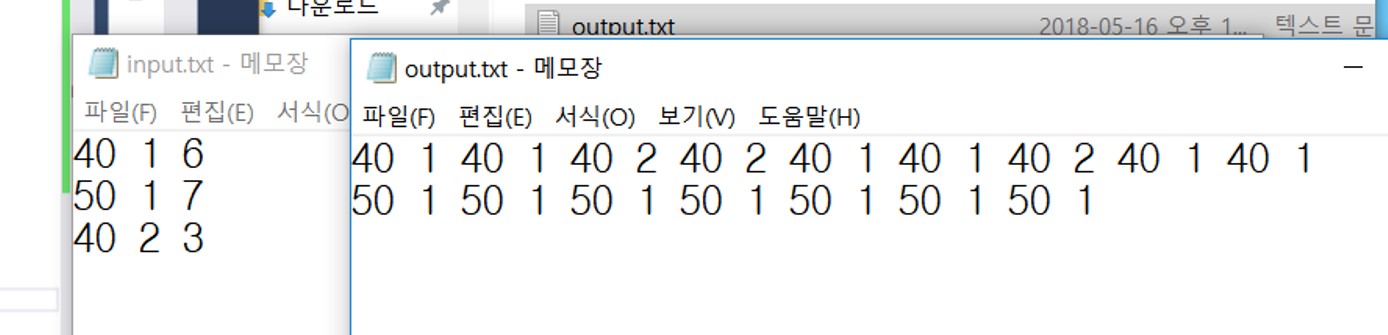 다운로드
output.txt 2018-05-16 오후 1... 텍스트 문
input.txt - 메모장
파일(F) 편집(E) 서식(O
40 1 6
50 1 7
40 2 3
output.txt - 메모장
파일(F) 편집(E) 서식(O) 보기(V) 도움말(H)
40 1 40 1 40 2 40 2 40 1 40 1 40 2 40 1 40 1
50 1 50 1 50 1 50 1 50 1 50 1 50 1